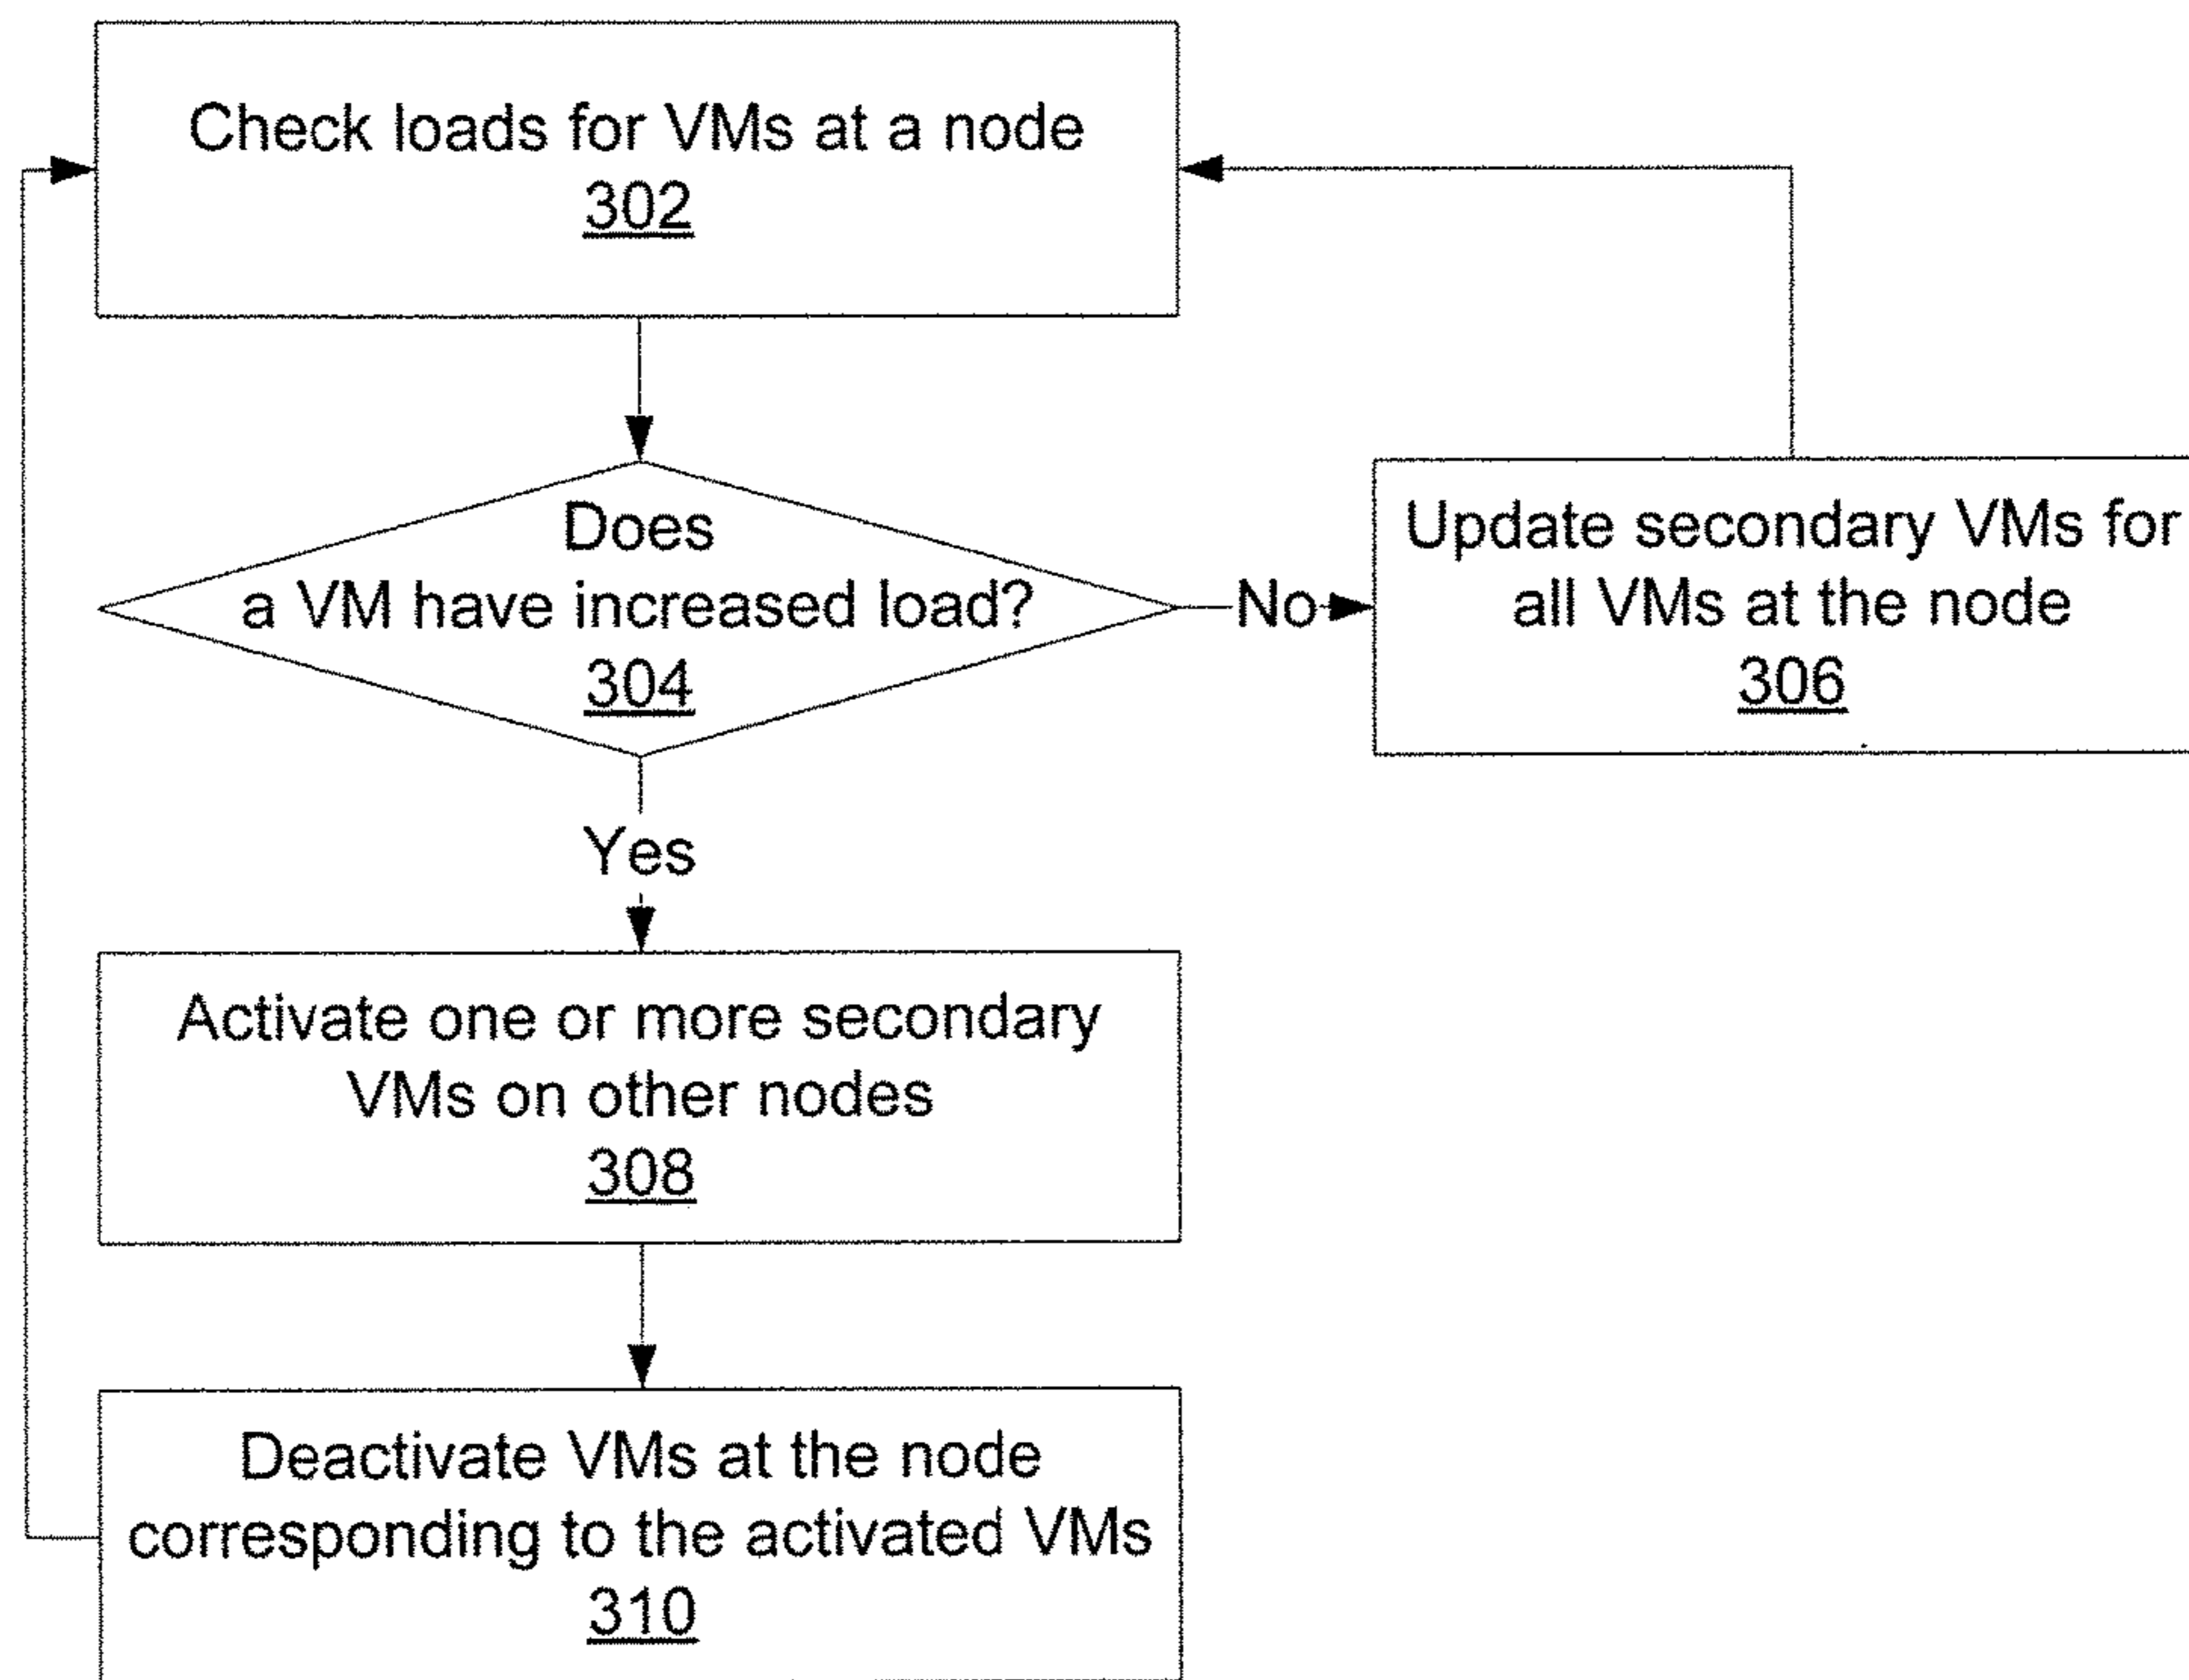 Check loads for VMs at a node
302
Does
a VM have increased load?
304
No
Update secondary VMs for
all VMs at the node
306
Yes
Activate one or more secondary
VMs on other nodes
308
Deactivate VMs at the node
corresponding to the activated VMs
310